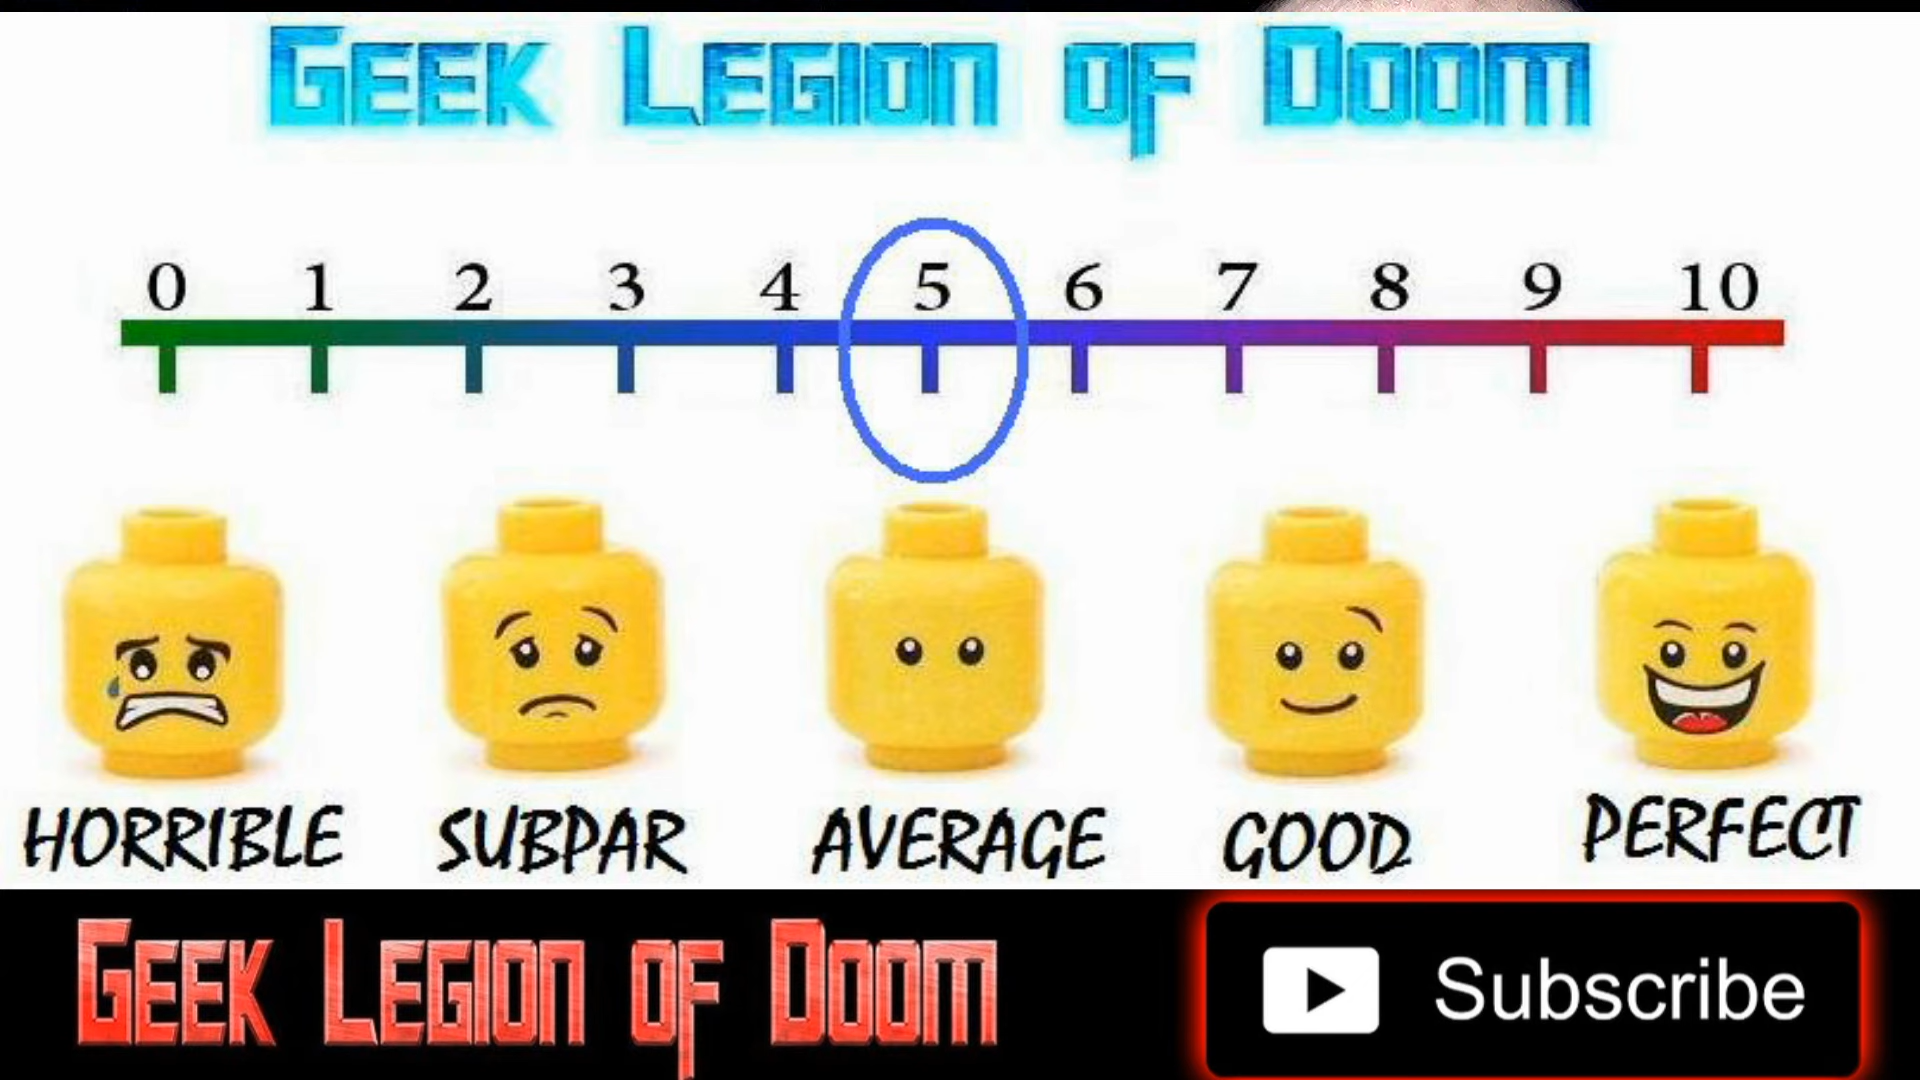 Geek Legion of Doom
0 1 2 3 4 5 6 7 8 9 10
HORRIBLE SUBPAR AVERAGE GOOD PERFECT
Geek Legion of Doom
Subscribe